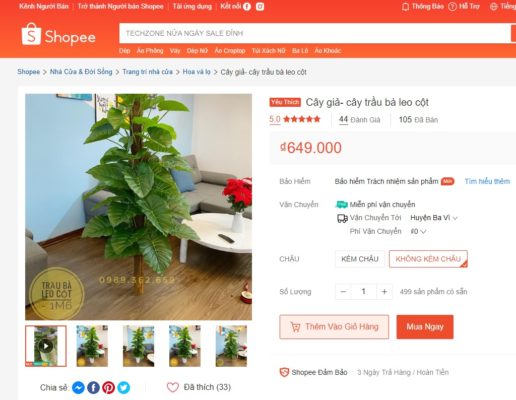 Kênh Người Bán | Trở thành Người bán Shopee | Tải ứng dụng | Kết nối
Thông Báo Hỗ Trợ Tiếng
Shopee
TECHZONE NỬA NGÀY SALE ĐỈNH
Dép Áo Phông Váy Dép Nữ Áo Croptop Túi Xách Nữ Ba Lô Áo Khoác
Shopee > Nhà Cửa & Đời Sống > Trang trí nhà cửa > Hoa và lọ > Cây giả- cây trầu bà leo cột
Yêu Thích Cây giả- cây trầu bà leo cột
5.0 44 Đánh Giá 105 Đã Bán
₫649.000
Bảo Hiểm Bảo hiểm Trách nhiệm sản phẩm Mới Tìm hiểu thêm
Vận Chuyển Miễn phí vận chuyển
Vận Chuyển Tới Huyện Ba Vì
Phí Vận Chuyển ₫0
CHẬU KÈM CHẬU KHÔNG KÈM CHẬU
Số Lượng − 1 + 499 sản phẩm có sẵn
Thêm Vào Giỏ Hàng Mua Ngay
Shopee Đảm Bảo 3 Ngày Trả Hàng / Hoàn Tiền
0989.362.659
TRẦU BÀ
LEO CỘT
- 1M6
Chia sẻ: Đã thích (33)